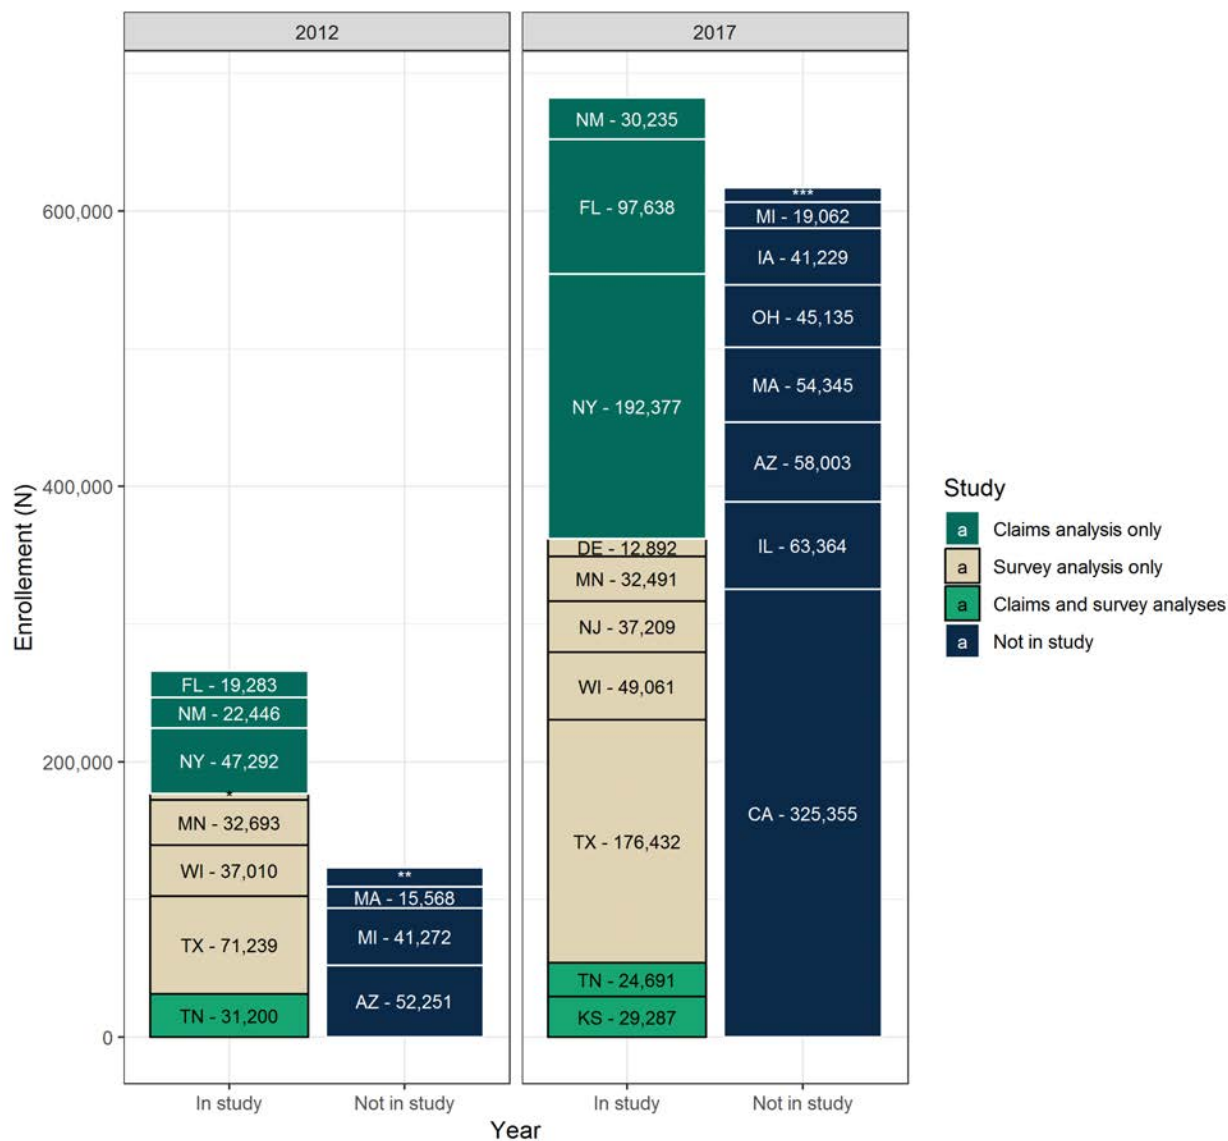 2012
2017
Enrollement (N)
600,000
400,000
200,000
0
FL - 19,283
NM - 22,446
NY - 47,292
*
MN - 32,693
WI - 37,010
TX - 71,239
TN - 31,200
**
MA - 15,568
MI - 41,272
AZ - 52,251
NM - 30,235
FL - 97,638
NY - 192,377
DE - 12,892
MN - 32,491
NJ - 37,209
WI - 49,061
TX - 176,432
TN - 24,691
KS - 29,287
***
MI - 19,062
IA - 41,229
OH - 45,135
MA - 54,345
AZ - 58,003
IL - 63,364
CA - 325,355
In study
Not in study
In study
Not in study
Year
Study
a Claims analysis only
a Survey analysis only
a Claims and survey analyses
a Not in study